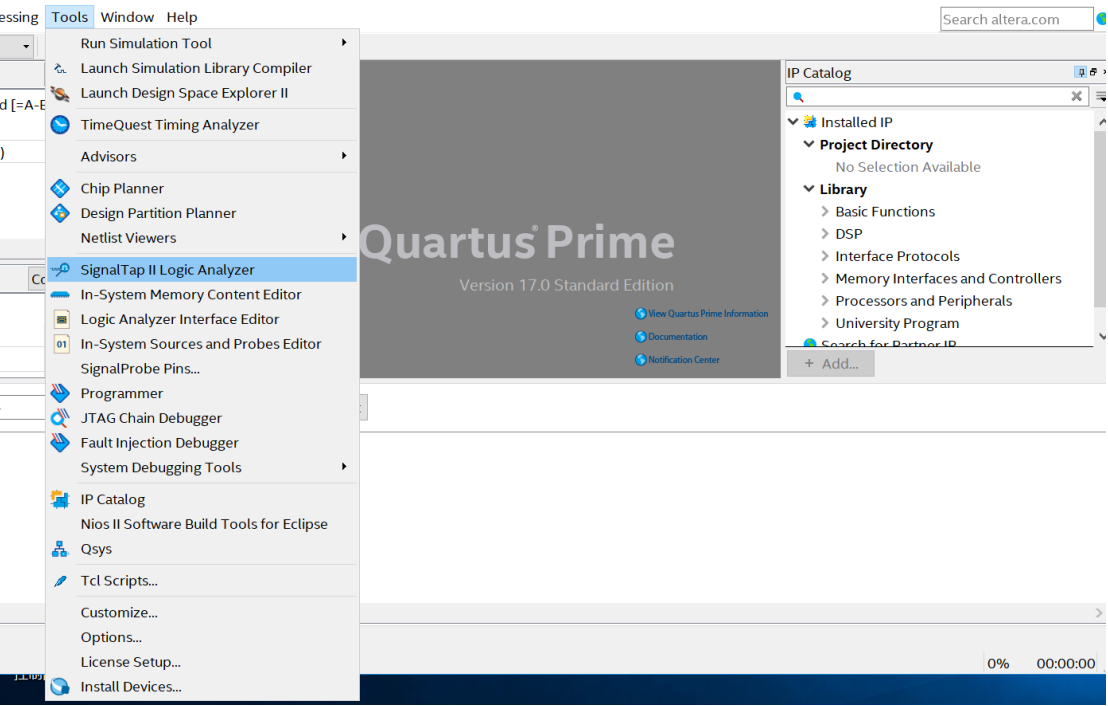 essing Tools Window Help
Search altera.com
Run Simulation Tool
Launch Simulation Library Compiler
Launch Design Space Explorer II
TimeQuest Timing Analyzer
Advisors
Chip Planner
Design Partition Planner
Netlist Viewers
SignalTap II Logic Analyzer
In-System Memory Content Editor
Logic Analyzer Interface Editor
In-System Sources and Probes Editor
SignalProbe Pins...
Programmer
JTAG Chain Debugger
Fault Injection Debugger
System Debugging Tools
IP Catalog
Nios II Software Build Tools for Eclipse
Qsys
Tcl Scripts...
Customize...
Options...
License Setup...
Install Devices...
d [=A-E
)
Co
01
Quartus® Prime
Version 17.0 Standard Edition
View Quartus Prime Information
Documentation
Notification Center
IP Catalog
Installed IP
Project Directory
No Selection Available
Library
Basic Functions
DSP
Interface Protocols
Memory Interfaces and Controllers
Processors and Peripherals
University Program
Search for Partner IP
+ Add...
0% 00:00:00